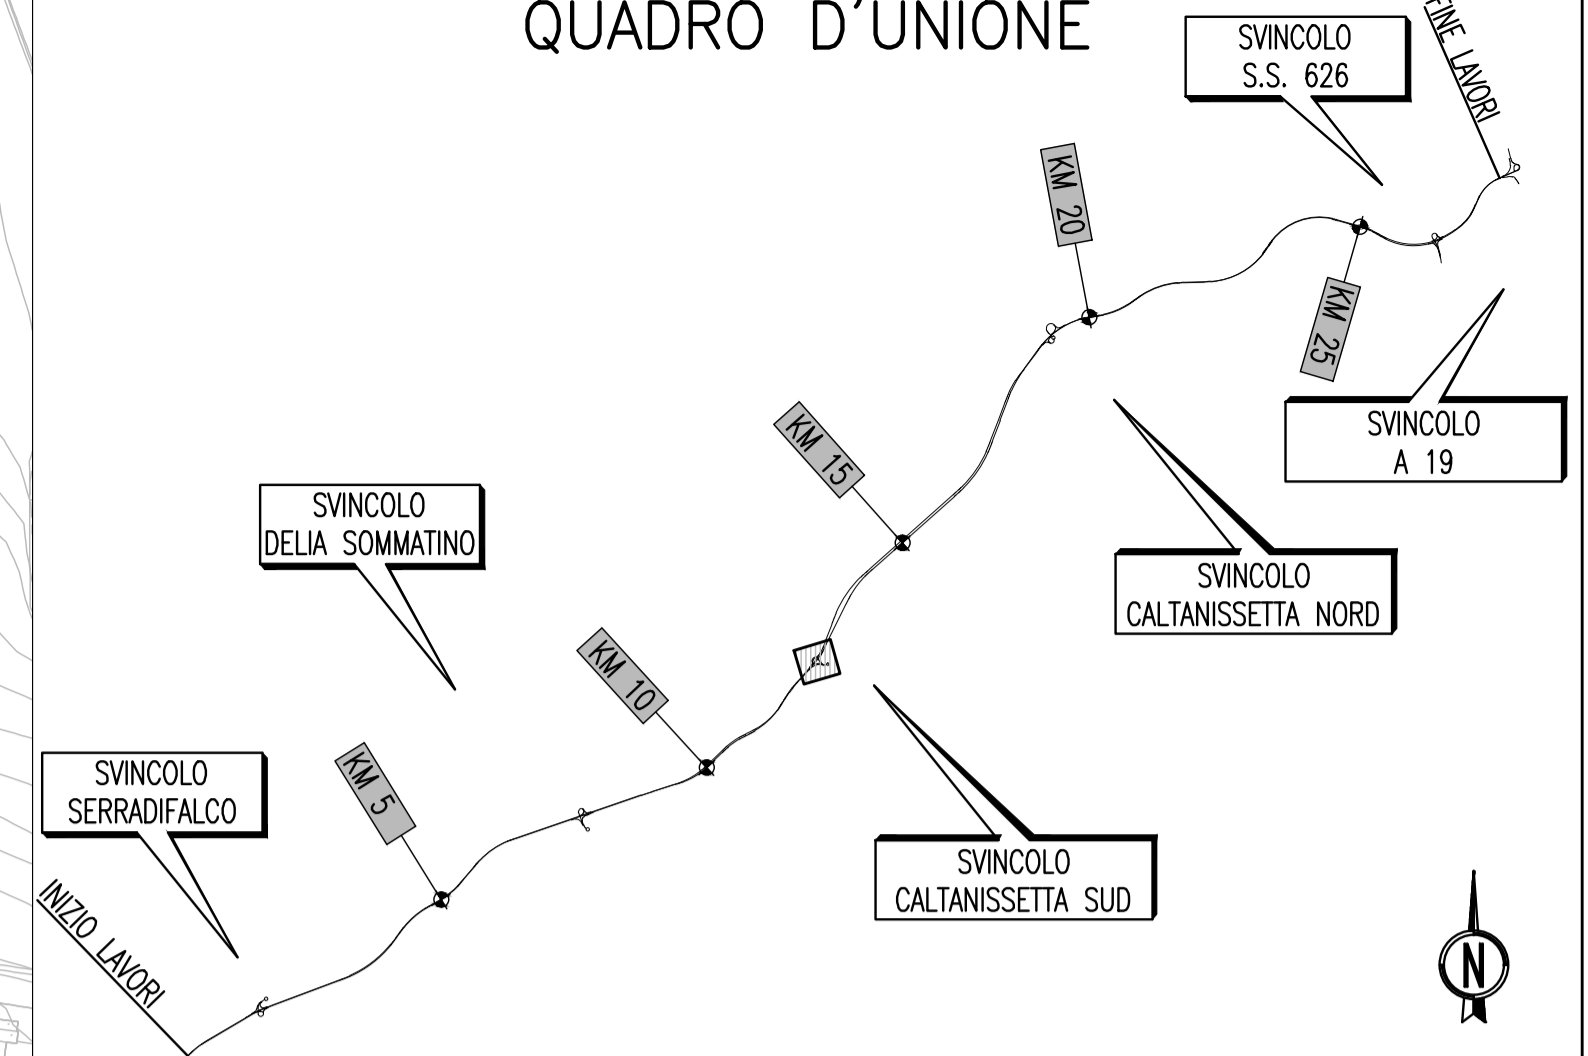 QUADRO D'UNIONE
SVINCOLO
S.S. 626
FINE LAVORI
KM 20
KM 25
SVINCOLO
A 19
KM 15
SVINCOLO
DELIA SOMMATINO
SVINCOLO
CALTANISSETTA NORD
KM 10
KM 5
SVINCOLO
SERRADIFALCO
SVINCOLO
CALTANISSETTA SUD
INIZIO LAVORI
N